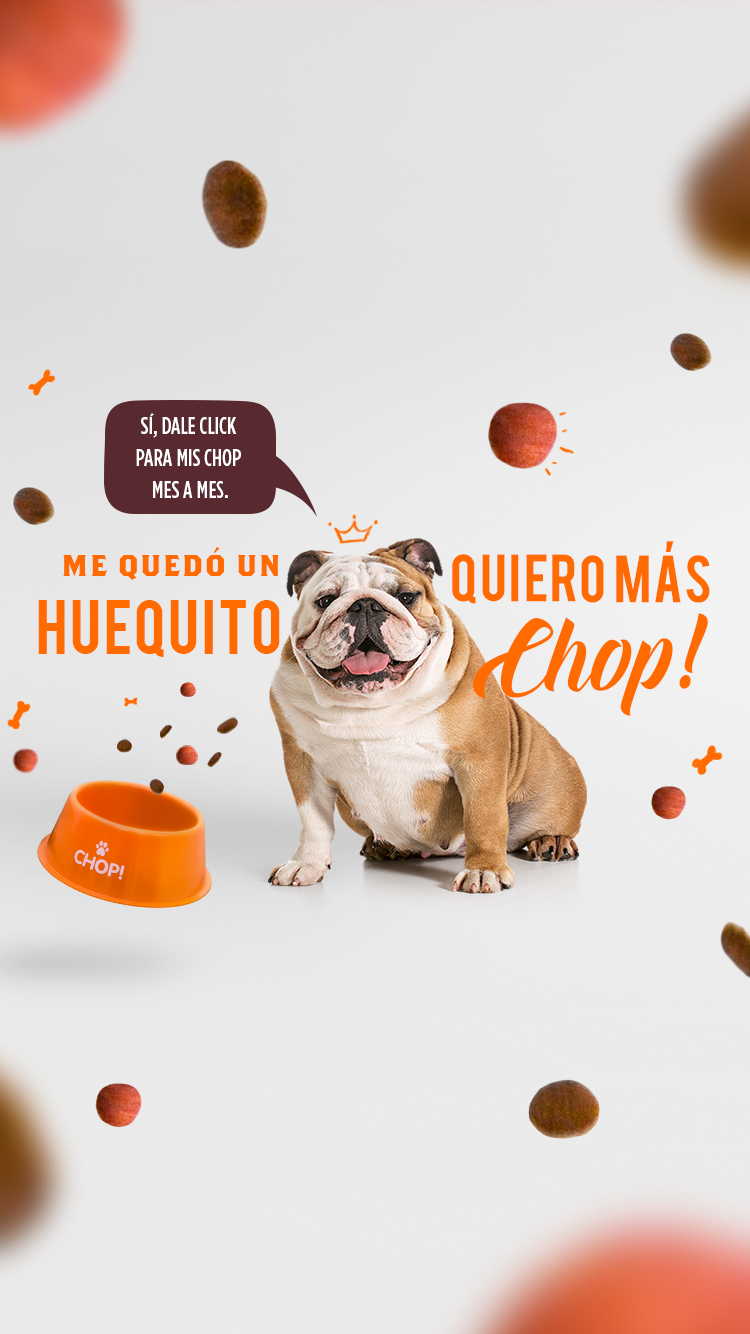 SÍ, DALE CLICK
PARA MIS CHOP
MES A MES.
ME QUEDÓ UN
HUEQUITO
QUIERO MÁS
Chop!
CHOP!